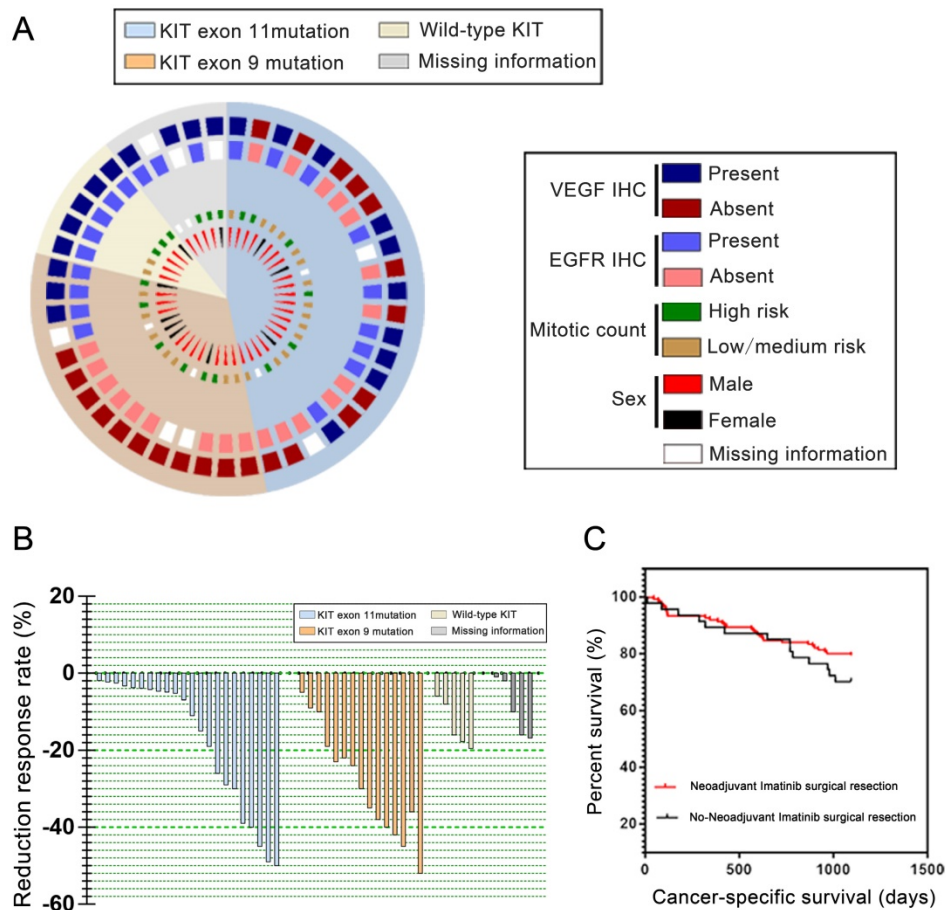 A
KIT exon 11mutation
Wild-type KIT
KIT exon 9 mutation
Missing information
VEGF IHC
Present
Absent
EGFR IHC
Present
Absent
Mitotic count
High risk
Low/medium risk
Sex
Male
Female
Missing information
B
Reduction response rate (%)
20
0
-20
-40
-60
KIT exon 11mutation
Wild-type KIT
KIT exon 9 mutation
Missing information
C
Percent survival (%)
100
80
60
40
20
Neoadjuvant Imatinib surgical resection
No-Neoadjuvant Imatinib surgical resection
0
500
1000
1500
Cancer-specific survival (days)